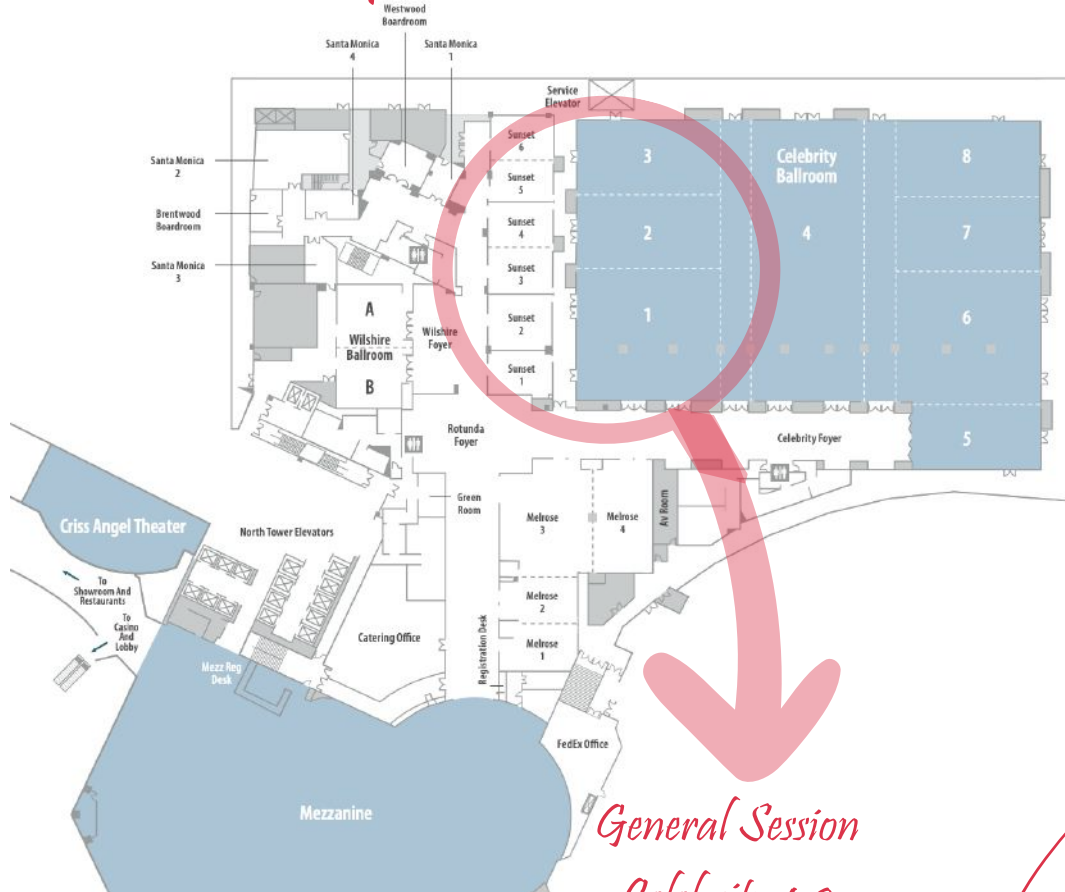 Westwood
Boardroom
Santa Monica
4
Santa Monica
1
Service
Elevator
Santa Monica
2
Brentwood
Boardroom
Santa Monica
3
Sunset
6
Sunset
5
Sunset
4
Sunset
3
Sunset
2
Sunset
1
3
2
1
Celebrity
Ballroom
4
8
7
6
5
A
Wilshire
Ballroom
B
Wilshire
Foyer
Rotunda
Foyer
Celebrity Foyer
Green
Room
Melrose
3
Melrose
4
Av Room
Melrose
2
Melrose
1
Criss Angel Theater
North Tower Elevators
To
Showroom And
Restaurants
To
Casino
And
Lobby
Catering Office
Registration Desk
Mezz Reg
Desk
FedEx Office
Mezzanine
General Session